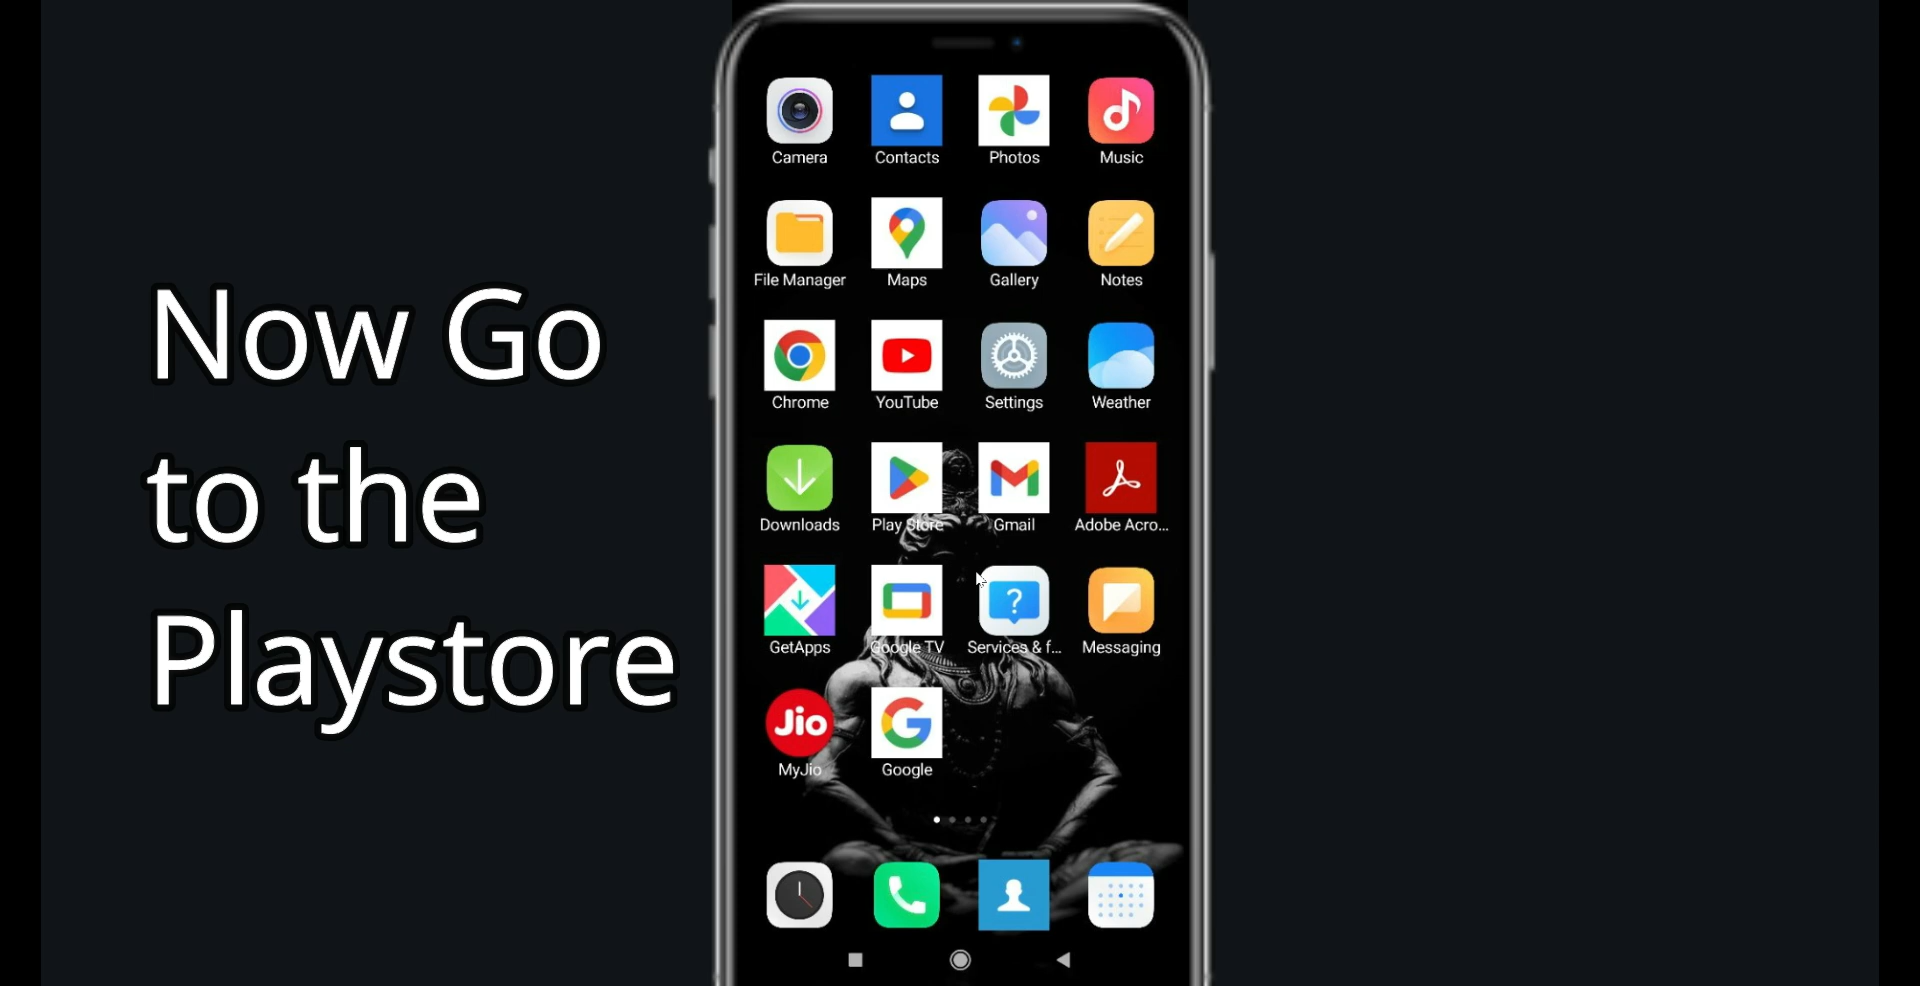 Now Go
to the
Playstore
Camera
Contacts
Photos
Music
File Manager
Maps
Gallery
Notes
Chrome
YouTube
Settings
Weather
Downloads
Play Store
Gmail
Adobe Acro...
GetApps
Google TV
Services & f...
Messaging
Jio
MyJio
Google